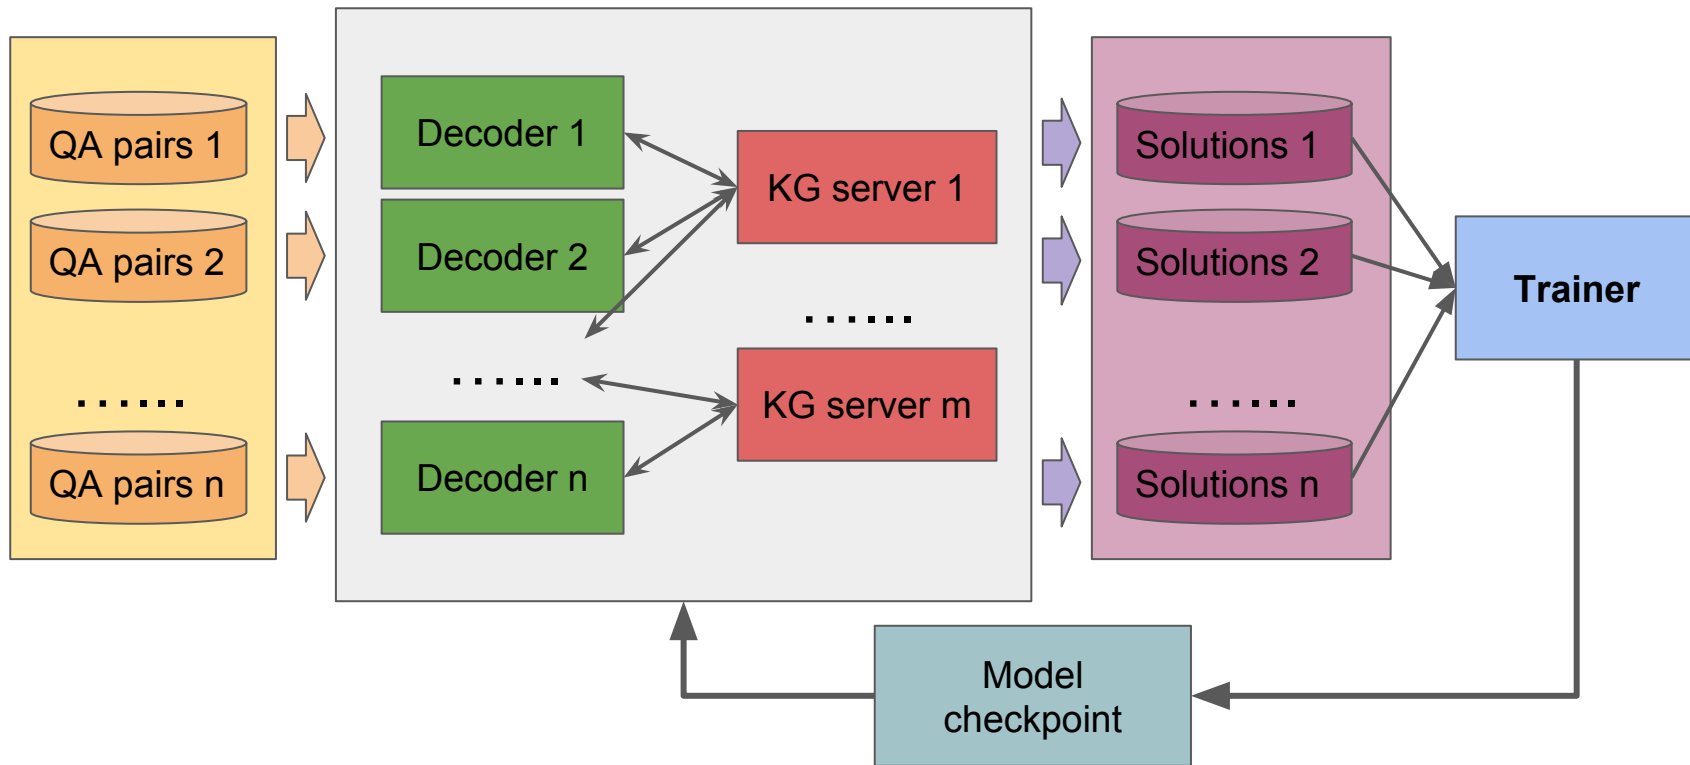 QA pairs 1
QA pairs 2
......
QA pairs n
Decoder 1
Decoder 2
......
Decoder n
KG server 1
......
KG server m
Solutions 1
Solutions 2
......
Solutions n
Trainer
Model
checkpoint